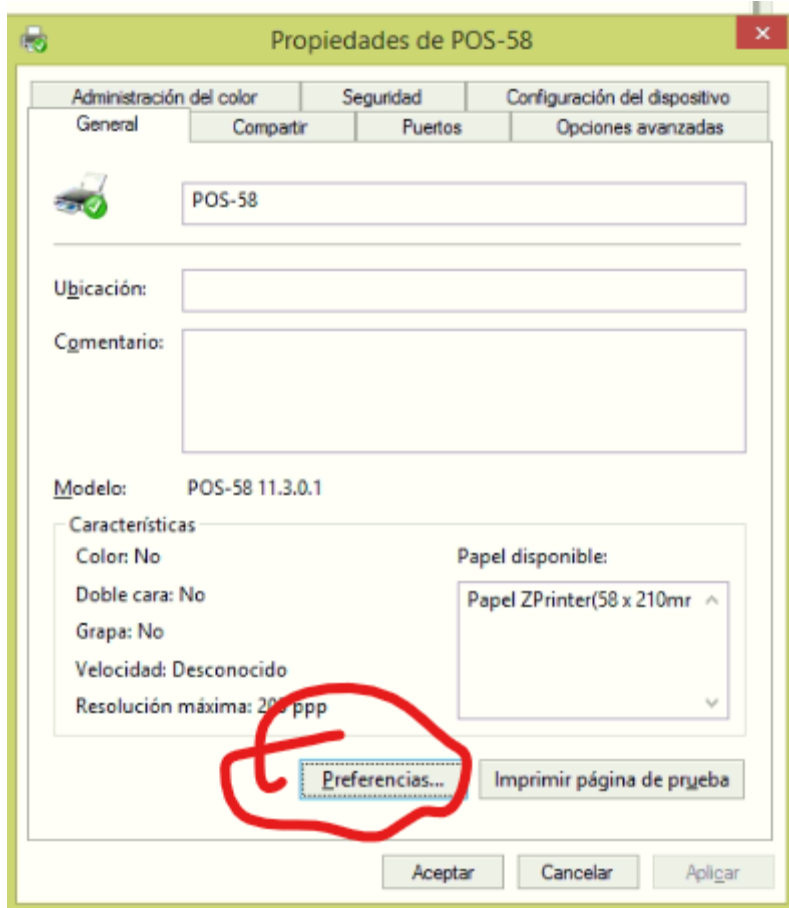 Propiedades de POS-58
Administración del color Seguridad Configuración del dispositivo
General Compartir Puertos Opciones avanzadas
POS-58
Ubicación:
Comentario:
Modelo: POS-58 11.3.0.1
Características
Color: No
Doble cara: No
Grapa: No
Velocidad: Desconocido
Resolución máxima: 203 ppp
Papel disponible:
Papel ZPrinter(58 x 210mr
Preferencias... Imprimir página de prueba
Aceptar Cancelar Aplicar